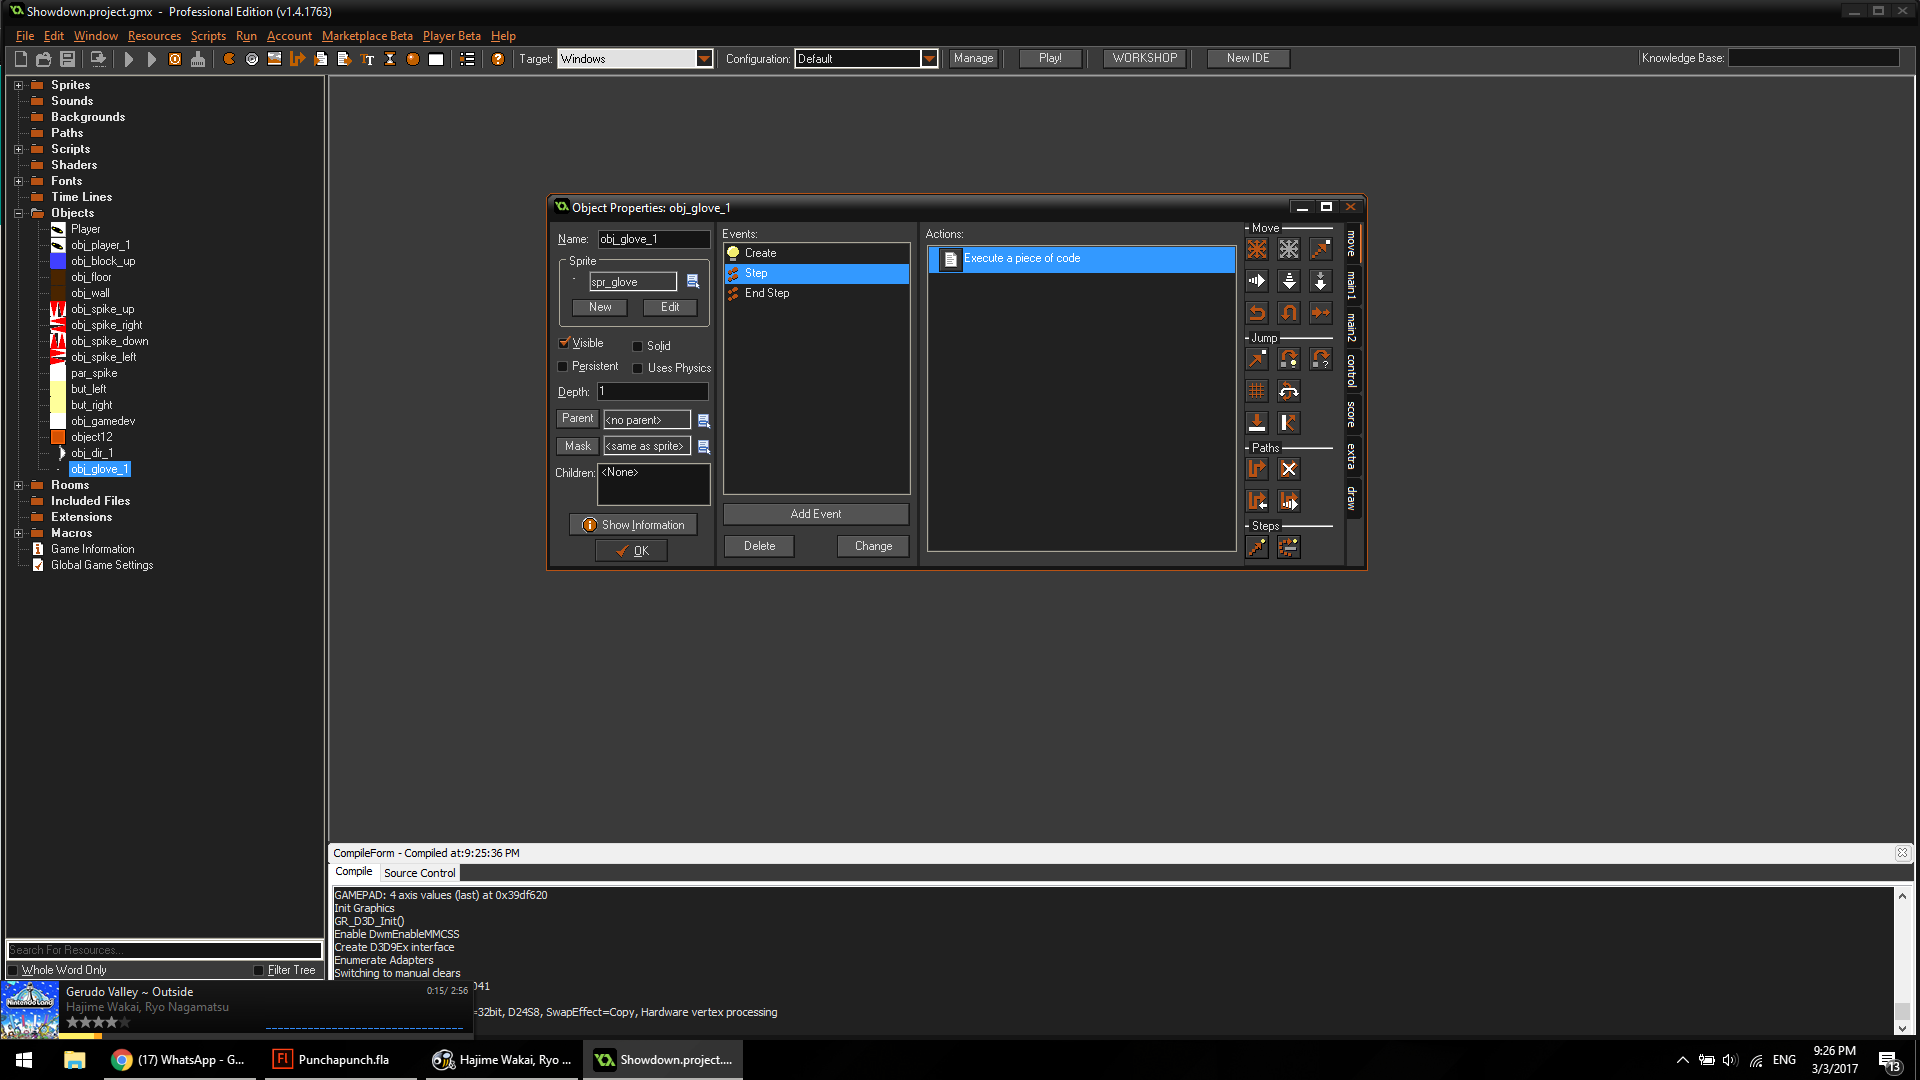 Showdown.project.gmx - Professional Edition (v1.4.1763)
File Edit Window Resources Scripts Run Account Marketplace Beta Player Beta Help
Target: Windows Configuration: Default Manage Play! WORKSHOP New IDE Knowledge Base:
Sprites
Sounds
Backgrounds
Paths
Scripts
Shaders
Fonts
Time Lines
Objects
Player
obj_player_1
obj_block_up
obj_floor
obj_wall
obj_spike_up
obj_spike_right
obj_spike_down
obj_spike_left
par_spike
but_left
but_right
obj_gamedev
object12
obj_dir_1
obj_glove_1
Rooms
Included Files
Extensions
Macros
Game Information
Global Game Settings
Search For Resources...
Whole Word Only Filter Tree
Object Properties: obj_glove_1
Name: obj_glove_1
Sprite
spr_glove
New Edit
Visible Solid
Persistent Uses Physics
Depth: 1
Parent <no parent>
Mask <same as sprite>
Children: <None>
Show Information
OK
Events:
Create
Step
End Step
Add Event
Delete Change
Actions:
Execute a piece of code
Move
Jump
Paths
Steps
move
main1
main2
control
score
extra
draw
CompileForm - Compiled at:9:25:36 PM
Compile Source Control
GAMEPAD: 4 axis values (last) at 0x39df620
Init Graphics
GR_D3D_Init()
Enable DwmEnableMMCSS
Create D3D9Ex interface
Enumerate Adapters
Switching to manual clears
041
=32bit, D24S8, SwapEffect=Copy, Hardware vertex processing
NintendoLand
Gerudo Valley ~ Outside 0:15/ 2:56
Hajime Wakai, Ryo Nagamatsu
(17) WhatsApp - G...
Fl Punchapunch.fla
Hajime Wakai, Ryo ...
Showdown.project....
ENG
9:26 PM
3/3/2017
13